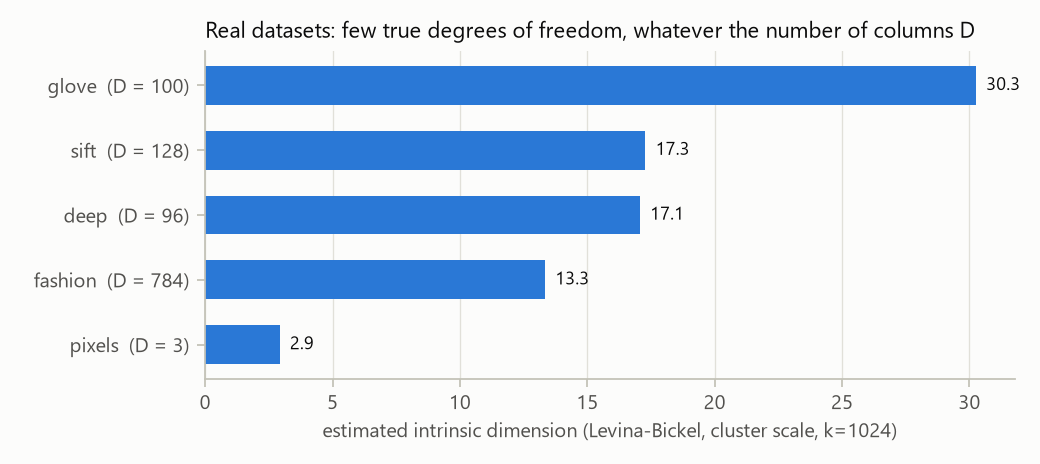 Real datasets: few true degrees of freedom, whatever the number of columns D
glove (D = 100)
30.3
sift (D = 128)
17.3
deep (D = 96)
17.1
fashion (D = 784)
13.3
pixels (D = 3)
2.9
0 5 10 15 20 25 30
estimated intrinsic dimension (Levina-Bickel, cluster scale, k=1024)